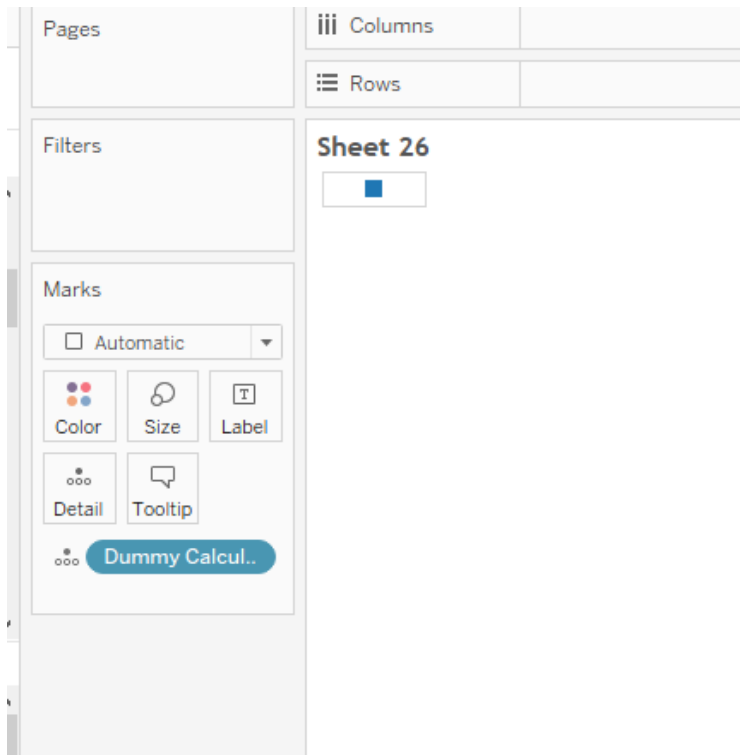 Pages
Columns
Rows
Filters
Sheet 26
Marks
Automatic
Color
Size
T
Label
Detail
Tooltip
Dummy Calcul..